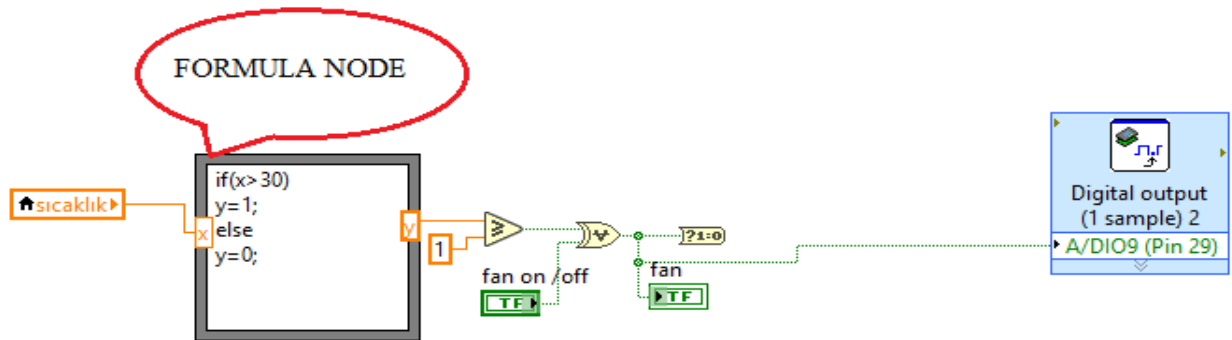 FORMULA NODE
if(x>30)
y=1;
else
y=0;
sıcaklık
x
y
1
fan on /off
TF
?1:0
fan
TF
Digital output
(1 sample) 2
A/DIO9 (Pin 29)